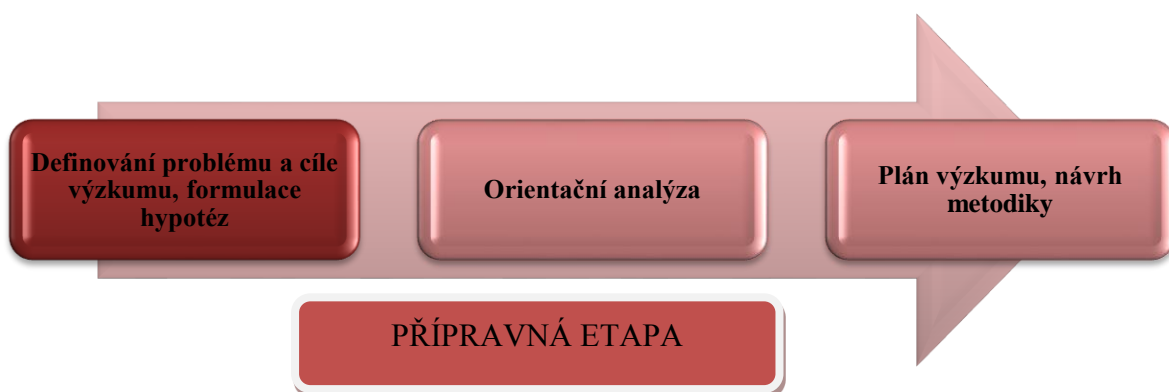 Definování problému a cíle
výzkumu, formulace
hypotéz
Orientační analýza
Plán výzkumu, návrh
metodiky
PŘÍPRAVNÁ ETAPA